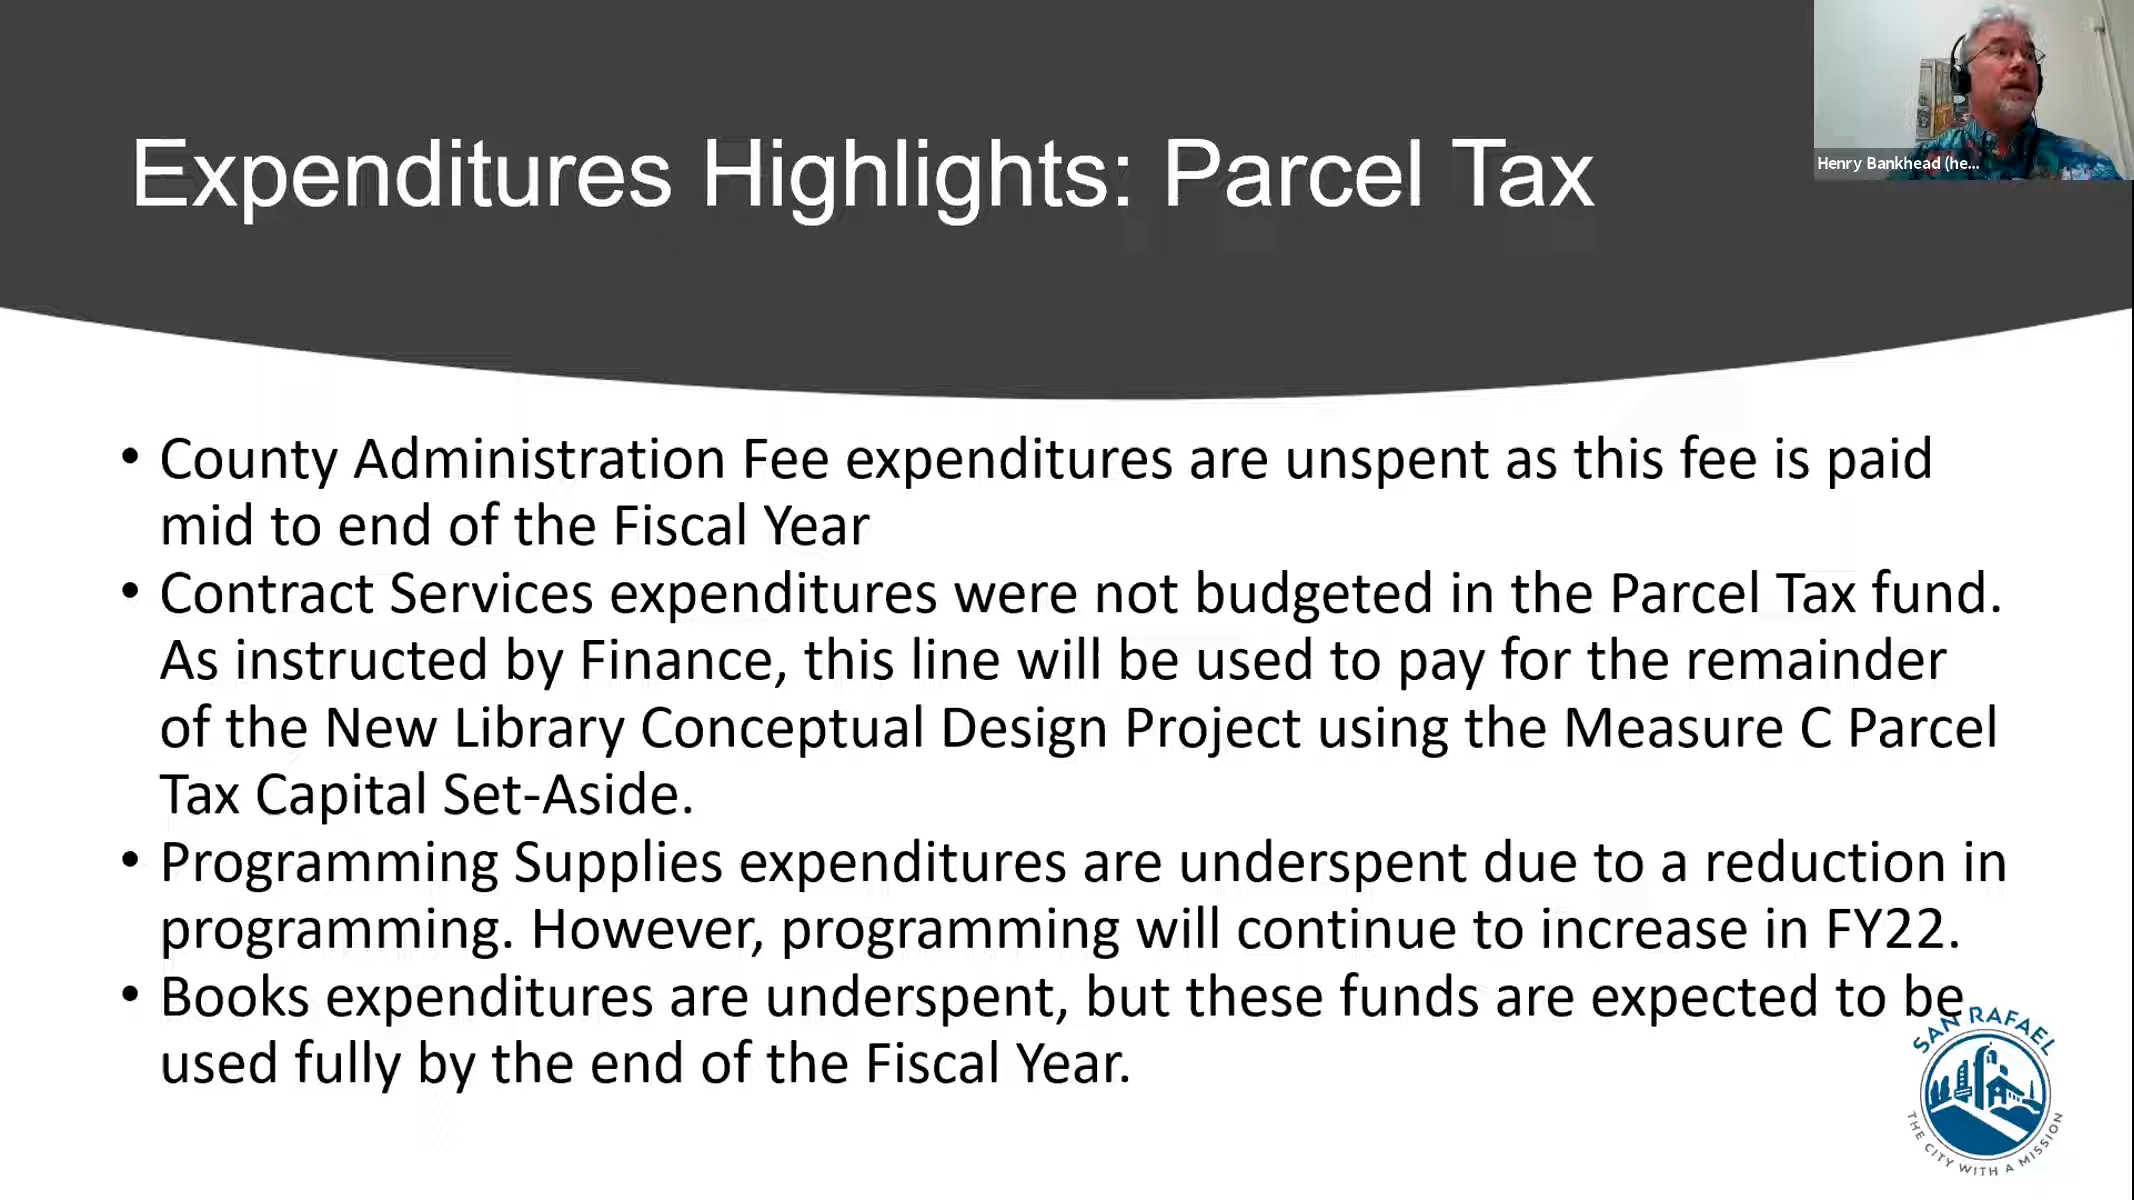 Expenditures Highlights: Parcel Tax
Henry Bankhead (he...
• County Administration Fee expenditures are unspent as this fee is paid
mid to end of the Fiscal Year
• Contract Services expenditures were not budgeted in the Parcel Tax fund.
As instructed by Finance, this line will be used to pay for the remainder
of the New Library Conceptual Design Project using the Measure C Parcel
Tax Capital Set-Aside.
• Programming Supplies expenditures are underspent due to a reduction in
programming. However, programming will continue to increase in FY22.
• Books expenditures are underspent, but these funds are expected to be
used fully by the end of the Fiscal Year.
SAN RAFAEL
THE CITY WITH A MISSION